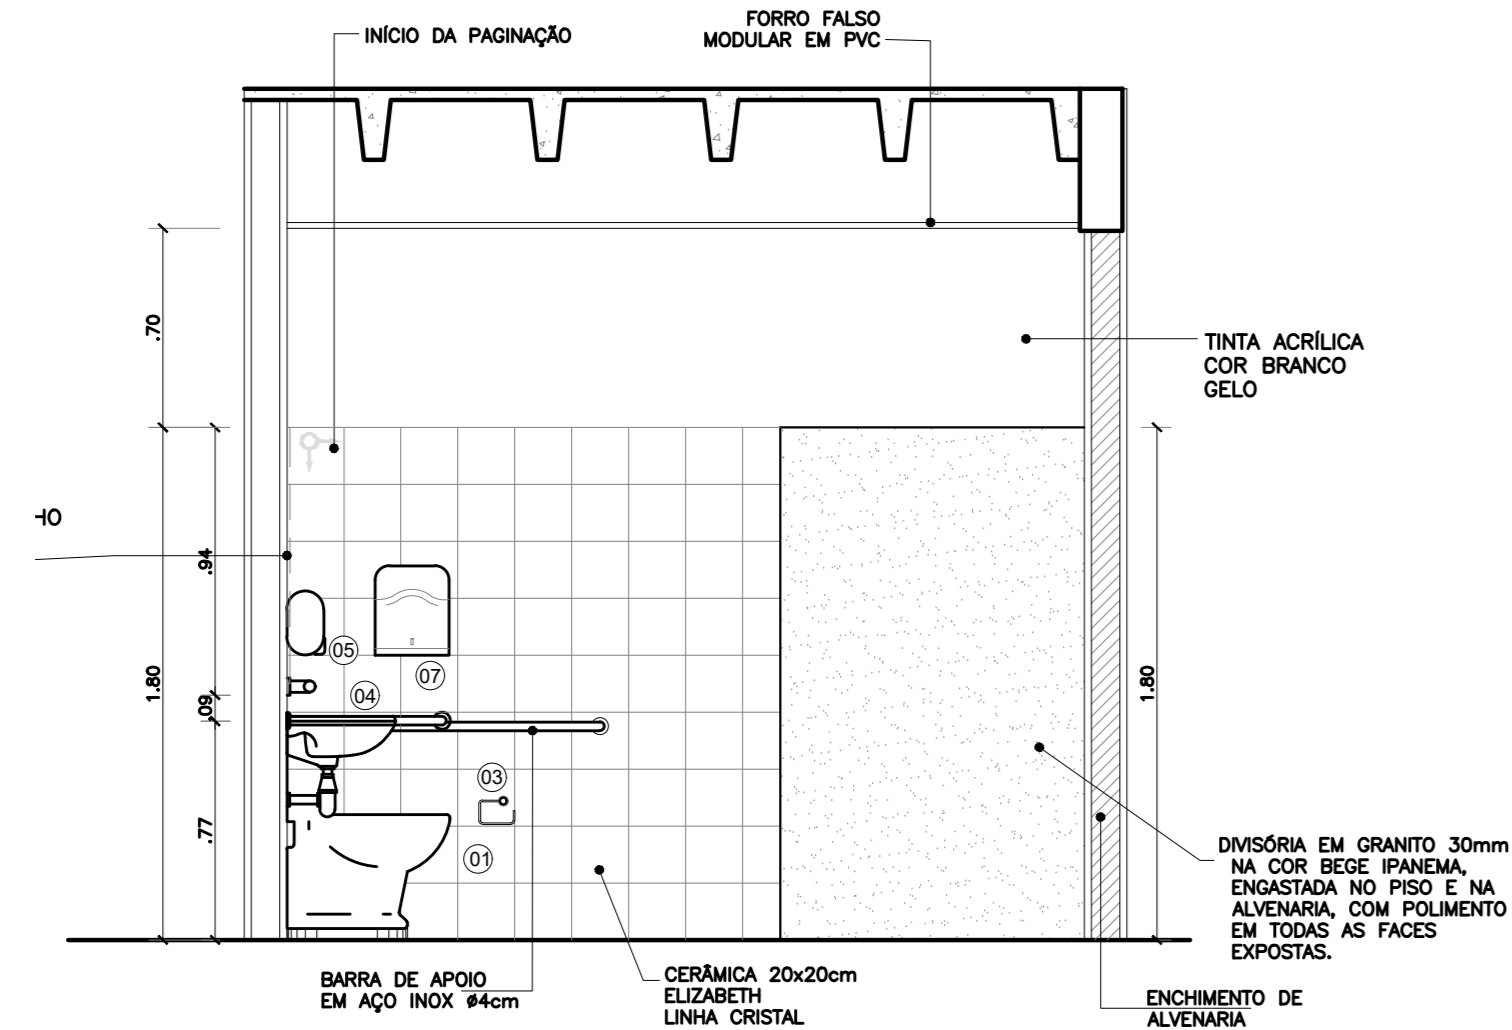 FORRO FALSO
MODULAR EM PVC
INÍCIO DA PAGINAÇÃO
.70
TINTA ACRÍLICA
COR BRANCO
GELO
.94
05
07
04
1.80
.09
1.80
03
.77
01
DIVISÓRIA EM GRANITO 30mm
NA COR BEGE IPANEMA,
ENGASTADA NO PISO E NA
ALVENARIA, COM POLIMENTO
EM TODAS AS FACES
EXPOSTAS.
BARRA DE APOIO
EM AÇO INOX ø4cm
CERÂMICA 20x20cm
ELIZABETH
LINHA CRISTAL
ENCHIMENTO DE
ALVENARIA